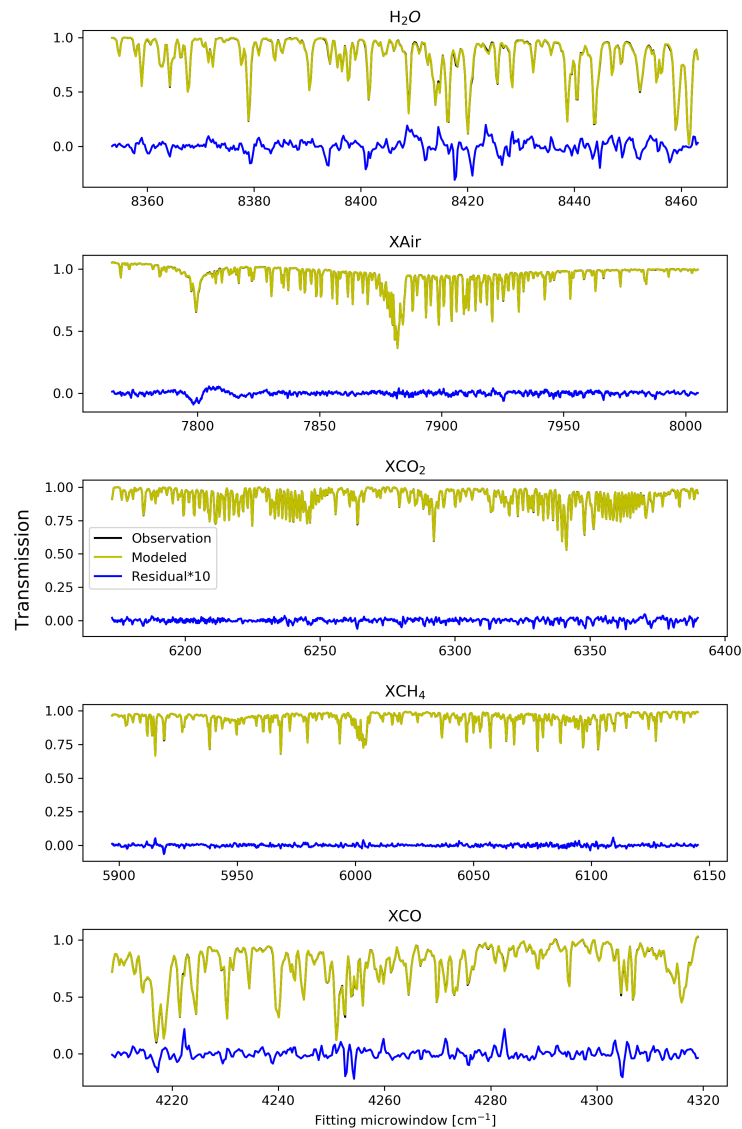 H₂O
1.0
0.5
0.0
8360 8380 8400 8420 8440 8460
XAir
1.0
0.5
0.0
7800 7850 7900 7950 8000
XCO₂
1.00
0.75
0.50
0.25
0.00
Observation
Modeled
Residual*10
Transmission
6200 6250 6300 6350 6400
XCH₄
1.00
0.75
0.50
0.25
0.00
5900 5950 6000 6050 6100 6150
XCO
1.0
0.5
0.0
4220 4240 4260 4280 4300 4320
Fitting microwindow [cm⁻¹]